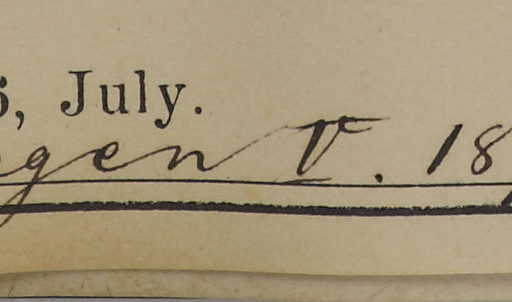 , July.
gen V. 18